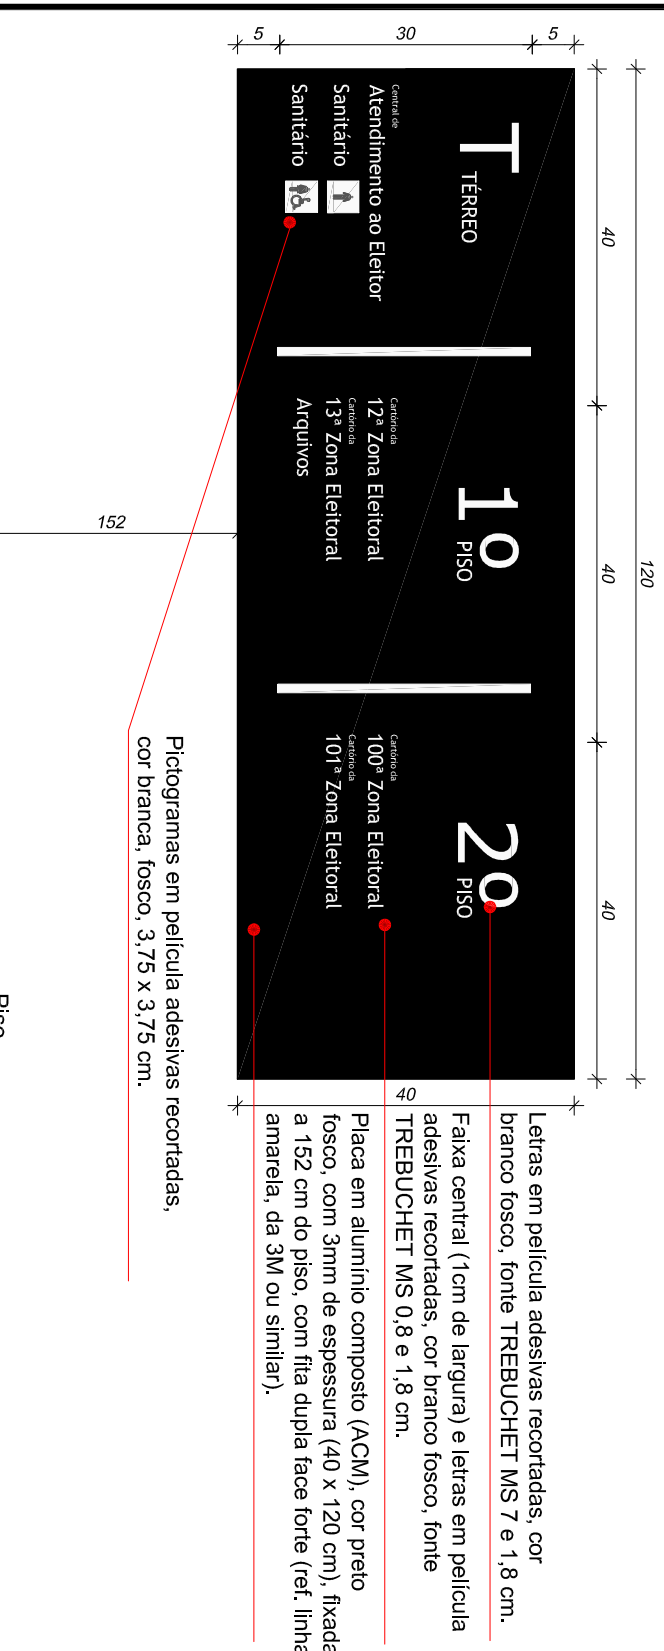 5
30
5
40
40
40
120
152
40
T
TÉRREO
Central de
Atendimento ao Eleitor
Sanitário
Sanitário
1º
PISO
Cartório da
12ª Zona Eleitoral
Cartório da
13ª Zona Eleitoral
Arquivos
2º
PISO
Cartório da
100ª Zona Eleitoral
Cartório da
101ª Zona Eleitoral
Letras em película adesivas recortadas, cor
branco fosco, fonte TREBUCHET MS 7 e 1,8 cm.
Faixa central (1cm de largura) e letras em película
adesivas recortadas, cor branco fosco, fonte
TREBUCHET MS 0,8 e 1,8 cm.
Placa em alumínio composto (ACM), cor preto
fosco, com 3mm de espessura (40 x 120 cm), fixada
a 152 cm do piso, com fita dupla face forte (ref. linha
amarela, da 3M ou similar).
Pictogramas em película adesivas recortadas,
cor branca, fosco, 3,75 x 3,75 cm.
Piso